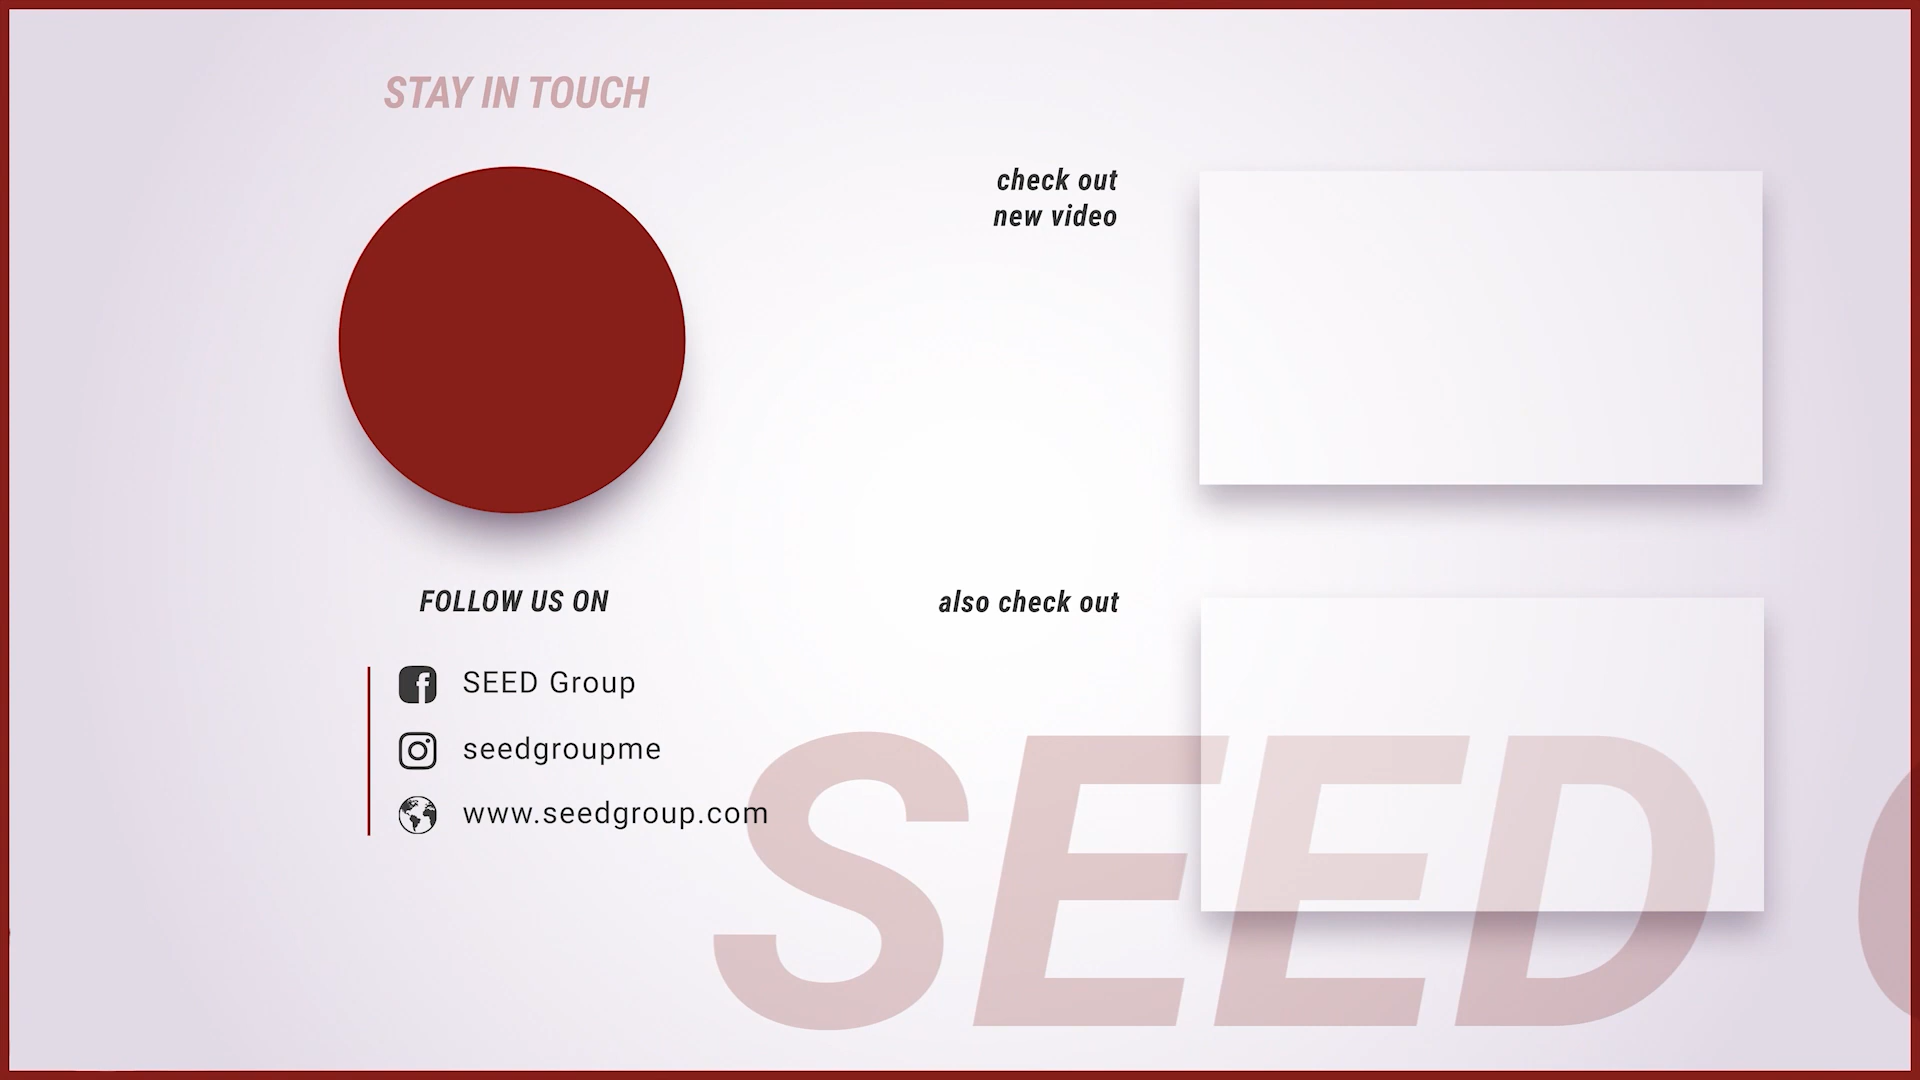 STAY IN TOUCH
check out
new video
FOLLOW US ON
also check out
SEED Group
seedgroupme
www.seedgroup.com
SEED